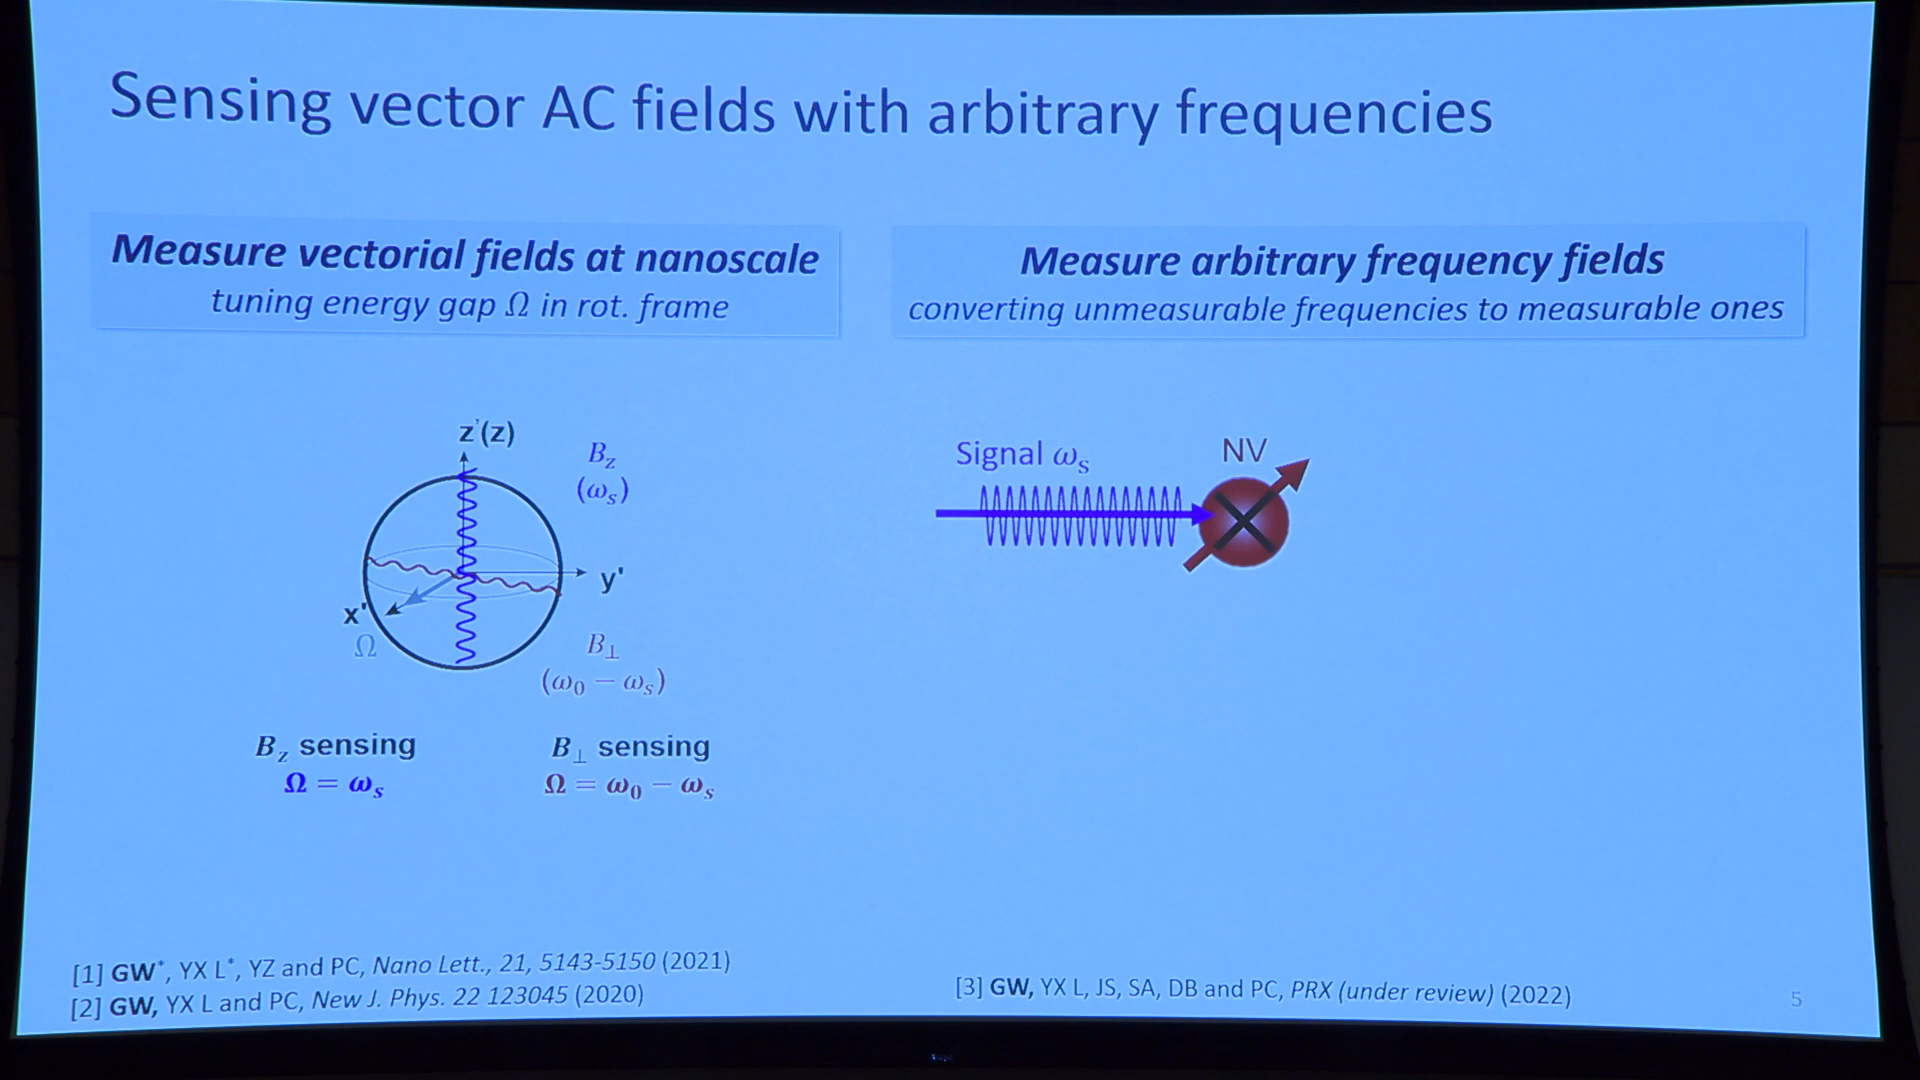 Sensing vector AC fields with arbitrary frequencies
Measure vectorial fields at nanoscale
tuning energy gap Ω in rot. frame
Measure arbitrary frequency fields
converting unmeasurable frequencies to measurable ones
z'(z)
B_z
(ω_s)
y'
x'
Ω
B_⊥
(ω_0 − ω_s)
B_z sensing
Ω = ω_s
B_⊥ sensing
Ω = ω_0 − ω_s
Signal ω_s
NV
[1] GW*, YX L*, YZ and PC, Nano Lett., 21, 5143-5150 (2021)
[2] GW, YX L and PC, New J. Phys. 22 123045 (2020)
[3] GW, YX L, JS, SA, DB and PC, PRX (under review) (2022)
5